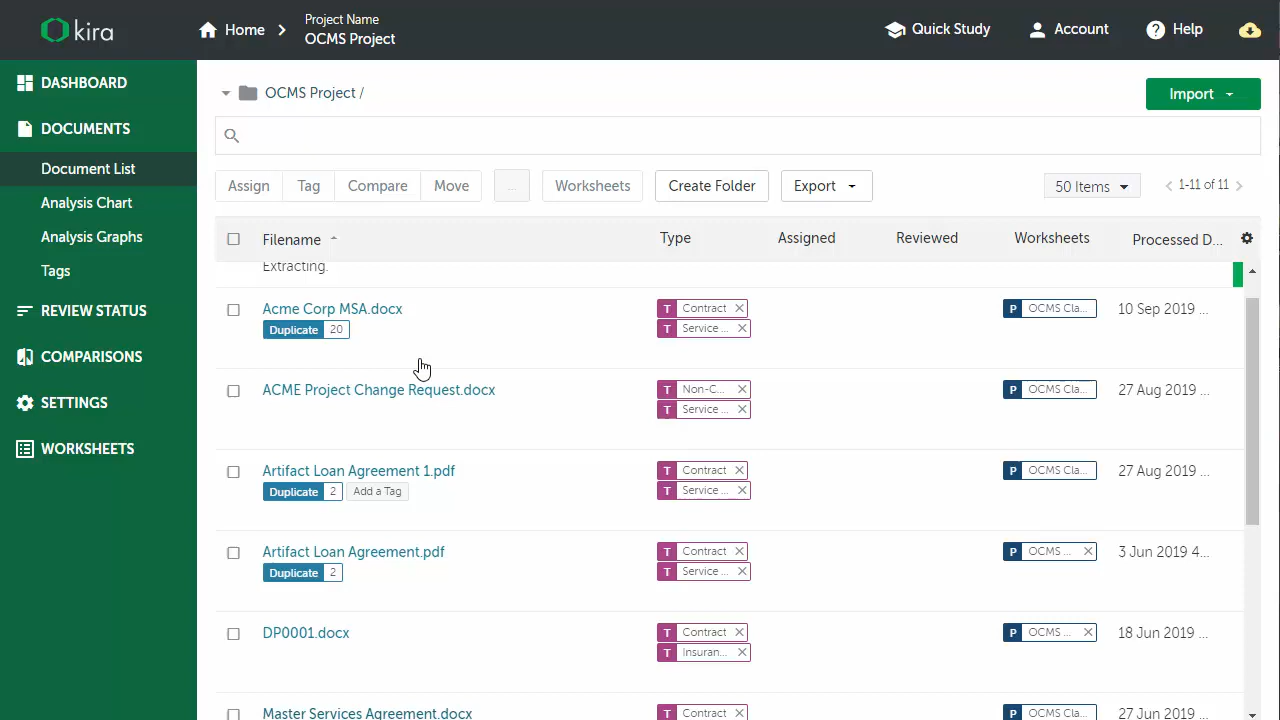 kira
Home
Project Name
OCMS Project
Quick Study
Account
Help
DASHBOARD
DOCUMENTS
Document List
Analysis Chart
Analysis Graphs
Tags
REVIEW STATUS
COMPARISONS
SETTINGS
WORKSHEETS
OCMS Project /
Import
Assign Tag Compare Move ... Worksheets Create Folder Export 50 Items 1-11 of 11
Filename Type Assigned Reviewed Worksheets Processed D...
Extracting.
Acme Corp MSA.docx T Contract P OCMS Cla... 10 Sep 2019 ...
Duplicate 20 T Service ...
ACME Project Change Request.docx T Non-C... P OCMS Cla... 27 Aug 2019 ...
T Service ...
Artifact Loan Agreement 1.pdf T Contract P OCMS Cla... 27 Aug 2019 ...
Duplicate 2 Add a Tag T Service ...
Artifact Loan Agreement.pdf T Contract P OCMS ... 3 Jun 2019 4...
Duplicate 2 T Service ...
DP0001.docx T Contract P OCMS ... 18 Jun 2019 ...
T Insuran...
Master Services Agreement.docx T Contract P OCMS Cla... 27 Jun 2019 ...